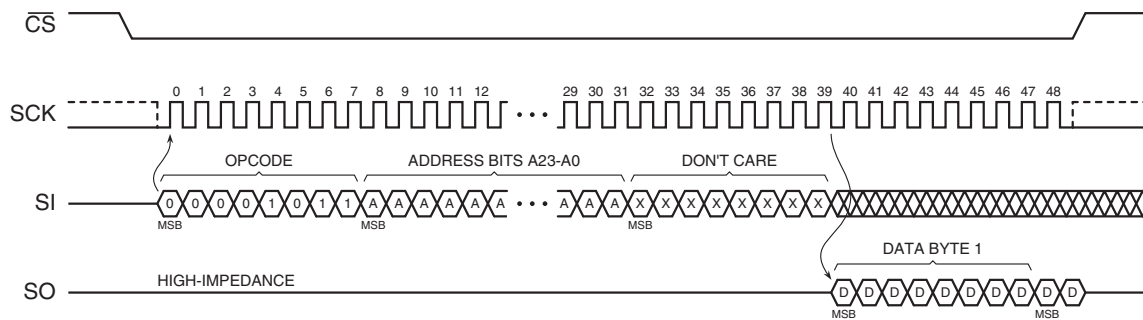 CS
SCK
0 1 2 3 4 5 6 7 8 9 10 11 12 29 30 31 32 33 34 35 36 37 38 39 40 41 42 43 44 45 46 47 48
• • •
OPCODE ADDRESS BITS A23-A0 DON'T CARE
SI
0 0 0 0 1 0 1 1 A A A A A A • • • A A A X X X X X X X X
MSB MSB MSB
DATA BYTE 1
HIGH-IMPEDANCE
SO
D D D D D D D D D D
MSB MSB